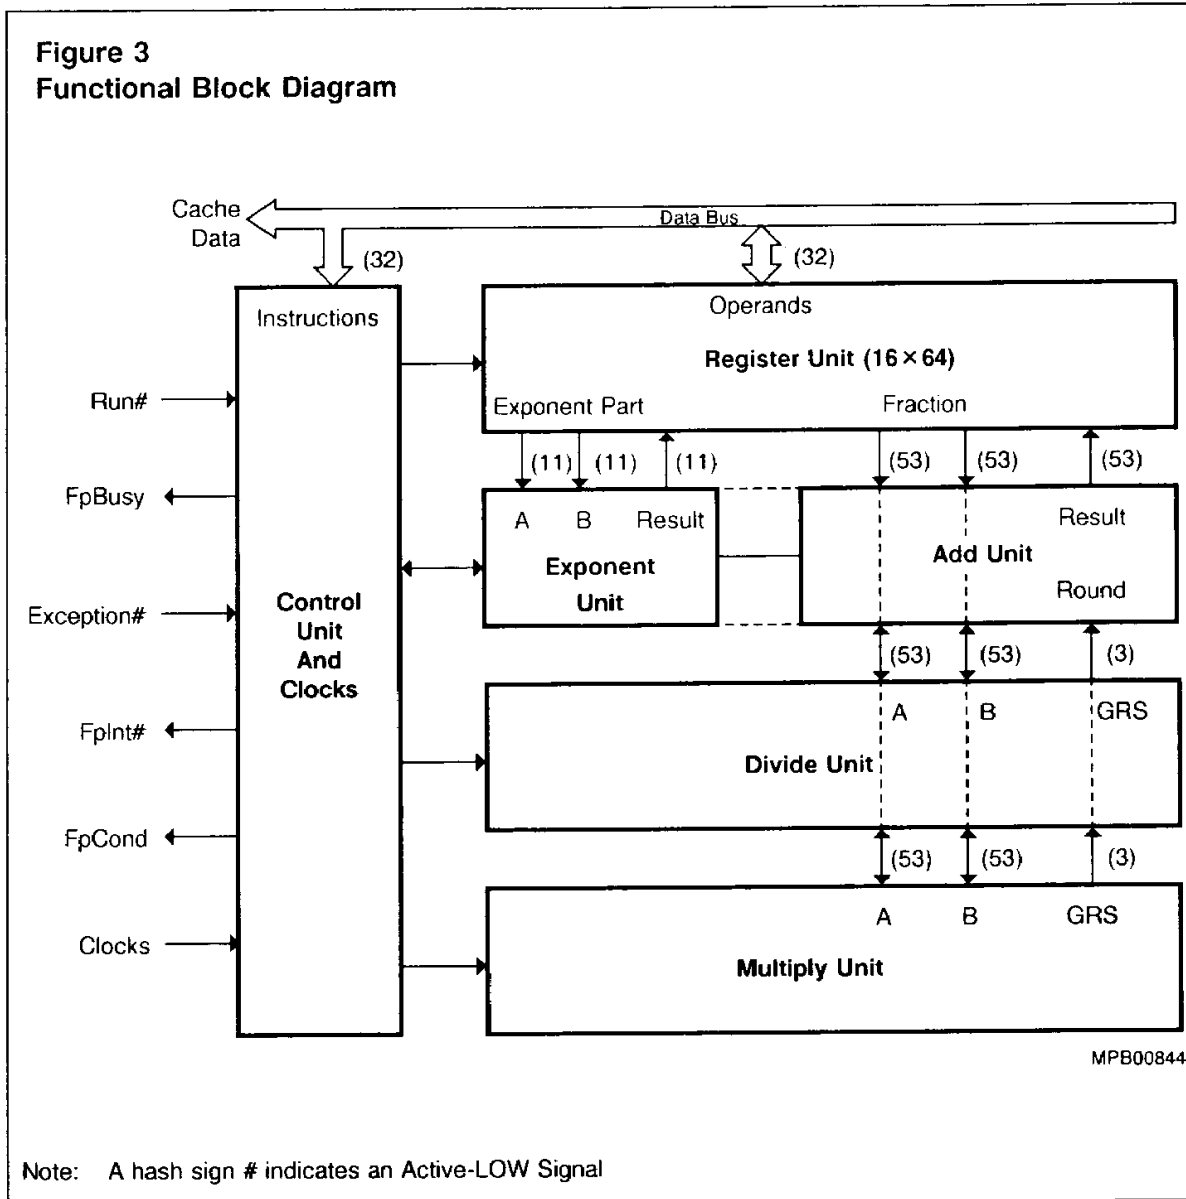 Figure 3
Functional Block Diagram
Cache
Data
Data Bus
(32)
(32)
Instructions
Operands
Register Unit (16×64)
Exponent Part
Fraction
Run#
(11)
(11)
(11)
(53)
(53)
(53)
FpBusy
A
B
Result
Exponent
Unit
Result
Add Unit
Round
Control
Unit
And
Clocks
Exception#
(53)
(53)
(3)
FpInt#
A
B
GRS
Divide Unit
FpCond
(53)
(53)
(3)
Clocks
A
B
GRS
Multiply Unit
MPB00844
Note: A hash sign # indicates an Active-LOW Signal